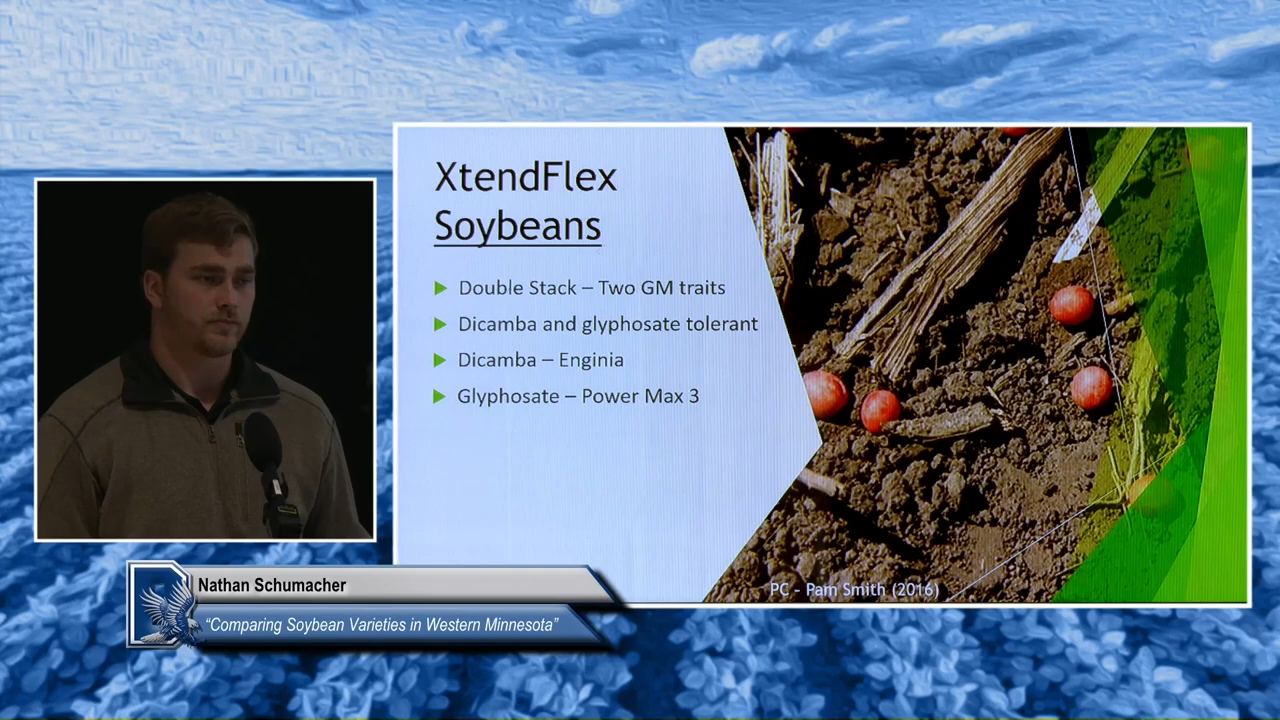 XtendFlex
Soybeans
Double Stack – Two GM traits
Dicamba and glyphosate tolerant
Dicamba – Enginia
Glyphosate – Power Max 3
PC - Pam Smith (2016)
Nathan Schumacher
“Comparing Soybean Varieties in Western Minnesota”